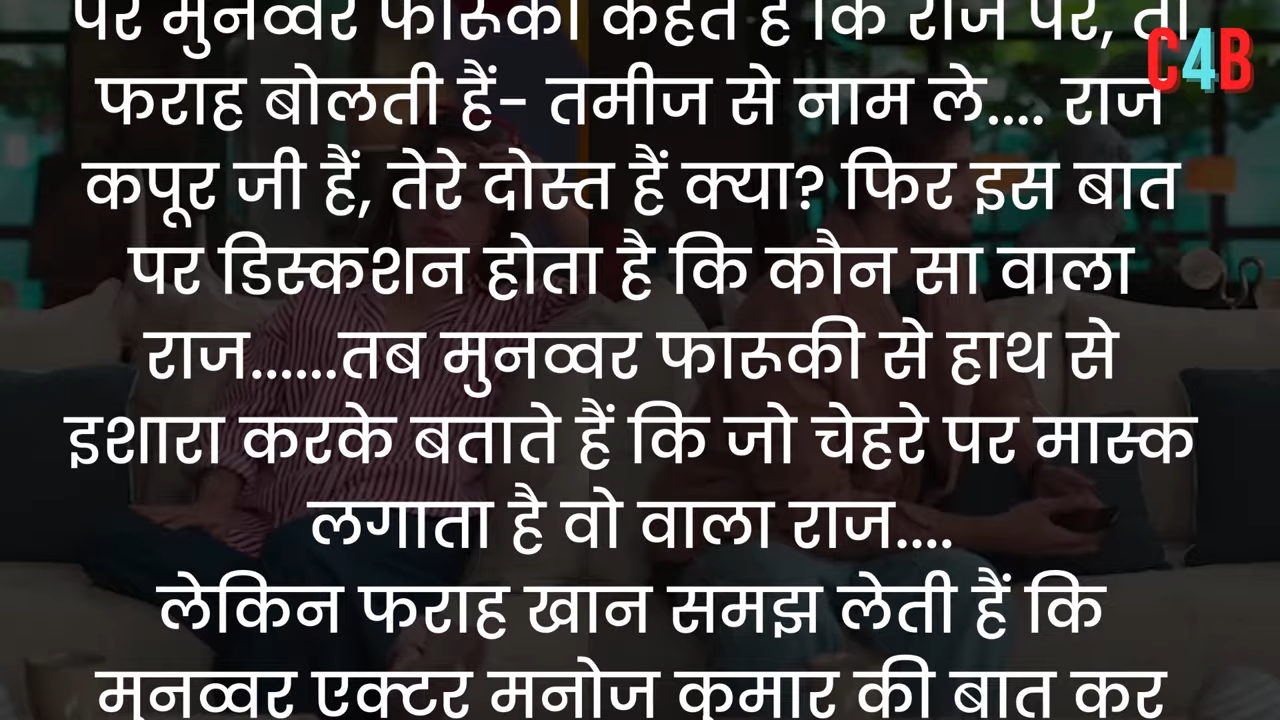 पर मुनव्वर फारूकी कहते हैं कि राज पर, तो
C4B
फराह बोलती हैं- तमीज से नाम ले.... राज
कपूर जी हैं, तेरे दोस्त हैं क्या? फिर इस बात
पर डिस्कशन होता है कि कौन सा वाला
राज......तब मुनव्वर फारूकी से हाथ से
इशारा करके बताते हैं कि जो चेहरे पर मास्क
लगाता है वो वाला राज....
लेकिन फराह खान समझ लेती हैं कि
मुनव्वर एक्टर मनोज कुमार की बात कर